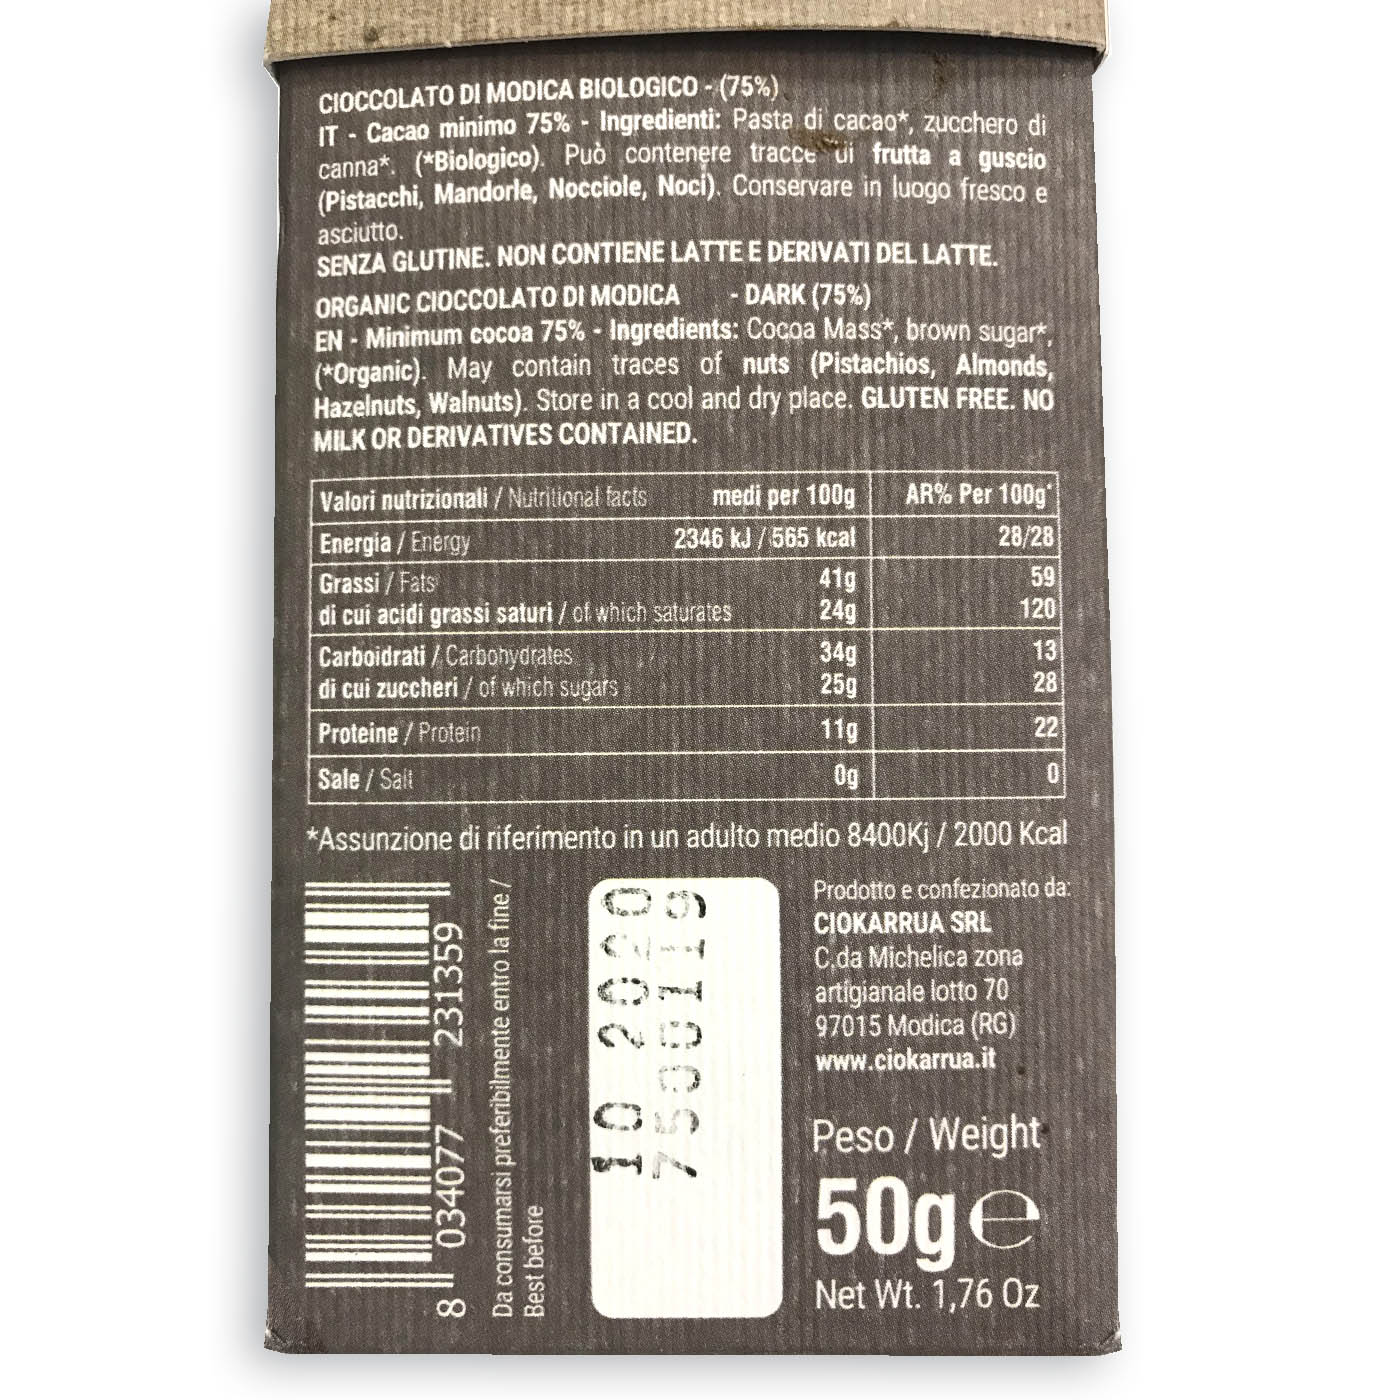 CIOCCOLATO DI MODICA BIOLOGICO - (75%)
IT - Cacao minimo 75% - Ingredienti: Pasta di cacao*, zucchero di
canna*. (*Biologico). Può contenere tracce di frutta a guscio
(Pistacchi, Mandorle, Nocciole, Noci). Conservare in luogo fresco e
asciutto.
SENZA GLUTINE. NON CONTIENE LATTE E DERIVATI DEL LATTE.
ORGANIC CIOCCOLATO DI MODICA - DARK (75%)
EN - Minimum cocoa 75% - Ingredients: Cocoa Mass*, brown sugar*,
(*Organic). May contain traces of nuts (Pistachios, Almonds,
Hazelnuts, Walnuts). Store in a cool and dry place. GLUTEN FREE. NO
MILK OR DERIVATIVES CONTAINED.
Valori nutrizionali / Nutritional facts medi per 100g AR% Per 100g*
Energia / Energy 2346 kJ / 565 kcal 28/28
Grassi / Fats 41g 59
di cui acidi grassi saturi / of which saturates 24g 120
Carboidrati / Carbohydrates 34g 13
di cui zuccheri / of which sugars 25g 28
Proteine / Protein 11g 22
Sale / Salt 0g 0
*Assunzione di riferimento in un adulto medio 8400Kj / 2000 Kcal
8 034077 231359
Da consumarsi preferibilmente entro la fine /
Best before
10 2020
7500119
Prodotto e confezionato da:
CIOKARRUA SRL
C.da Michelica zona
artigianale lotto 70
97015 Modica (RG)
www.ciokarrua.it
Peso / Weight
50g e
Net Wt. 1,76 Oz